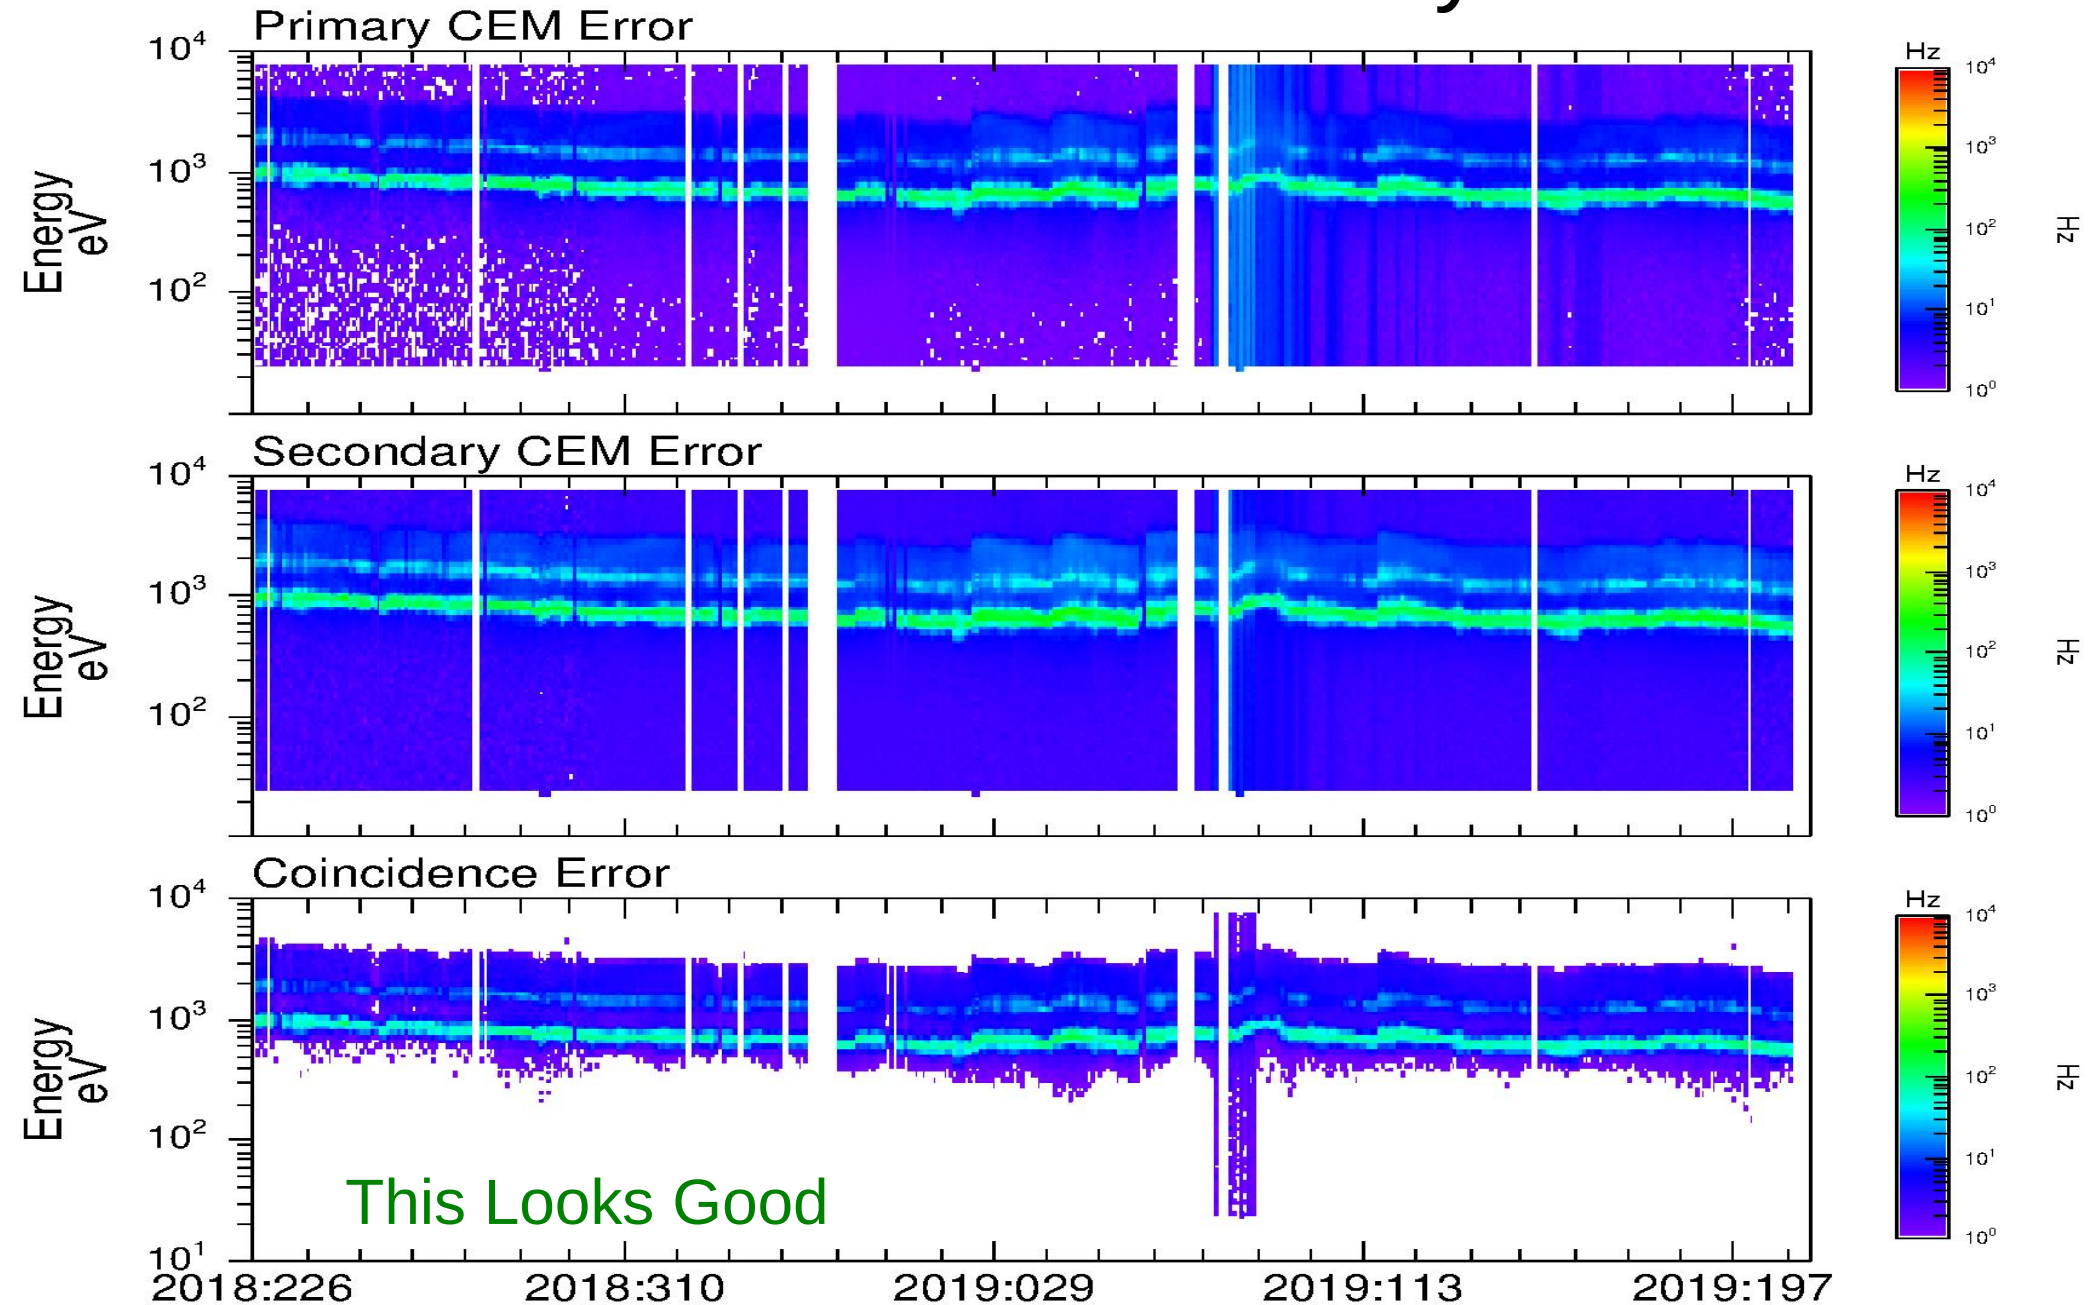 Primary CEM Error
10⁴
10³
10²
Energy
eV
Hz
10⁴
10³
10²
10¹
10⁰
Hz
Secondary CEM Error
10⁴
10³
10²
Energy
eV
Hz
10⁴
10³
10²
10¹
10⁰
Hz
Coincidence Error
10⁴
10³
10²
10¹
Energy
eV
Hz
10⁴
10³
10²
10¹
10⁰
Hz
This Looks Good
2018:226 2018:310 2019:029 2019:113 2019:197